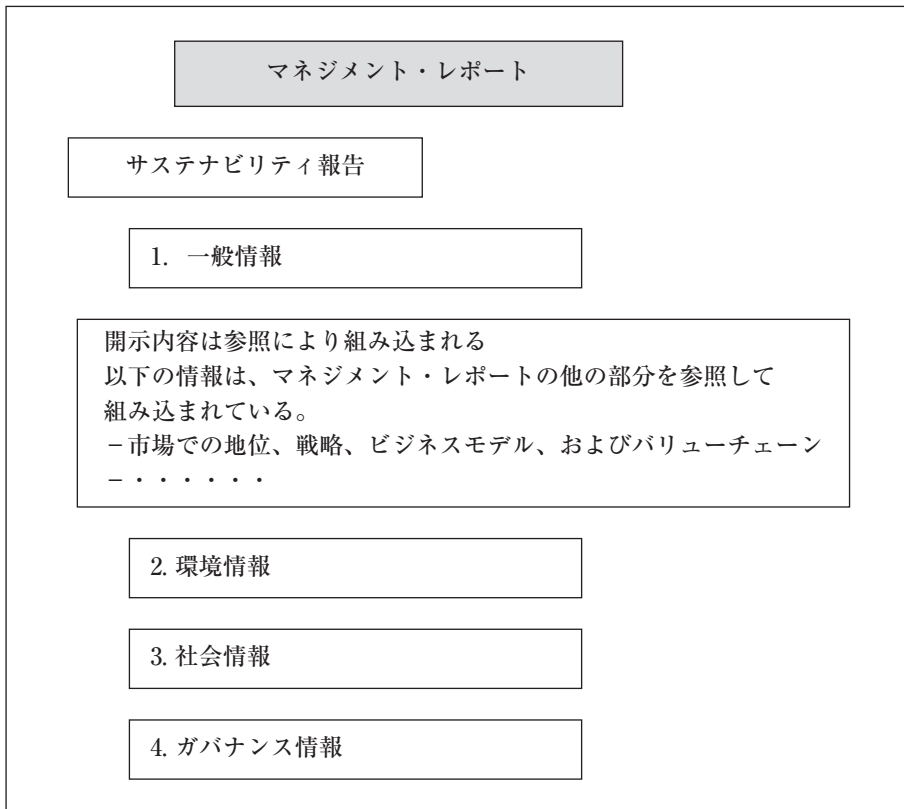 マネジメント・レポート
サステナビリティ報告
1. 一般情報
開示内容は参照により組み込まれる
以下の情報は、マネジメント・レポートの他の部分を参照して
組み込まれている。
－市場での地位、戦略、ビジネスモデル、およびバリューチェーン
－・・・・・・
2. 環境情報
3. 社会情報
4. ガバナンス情報